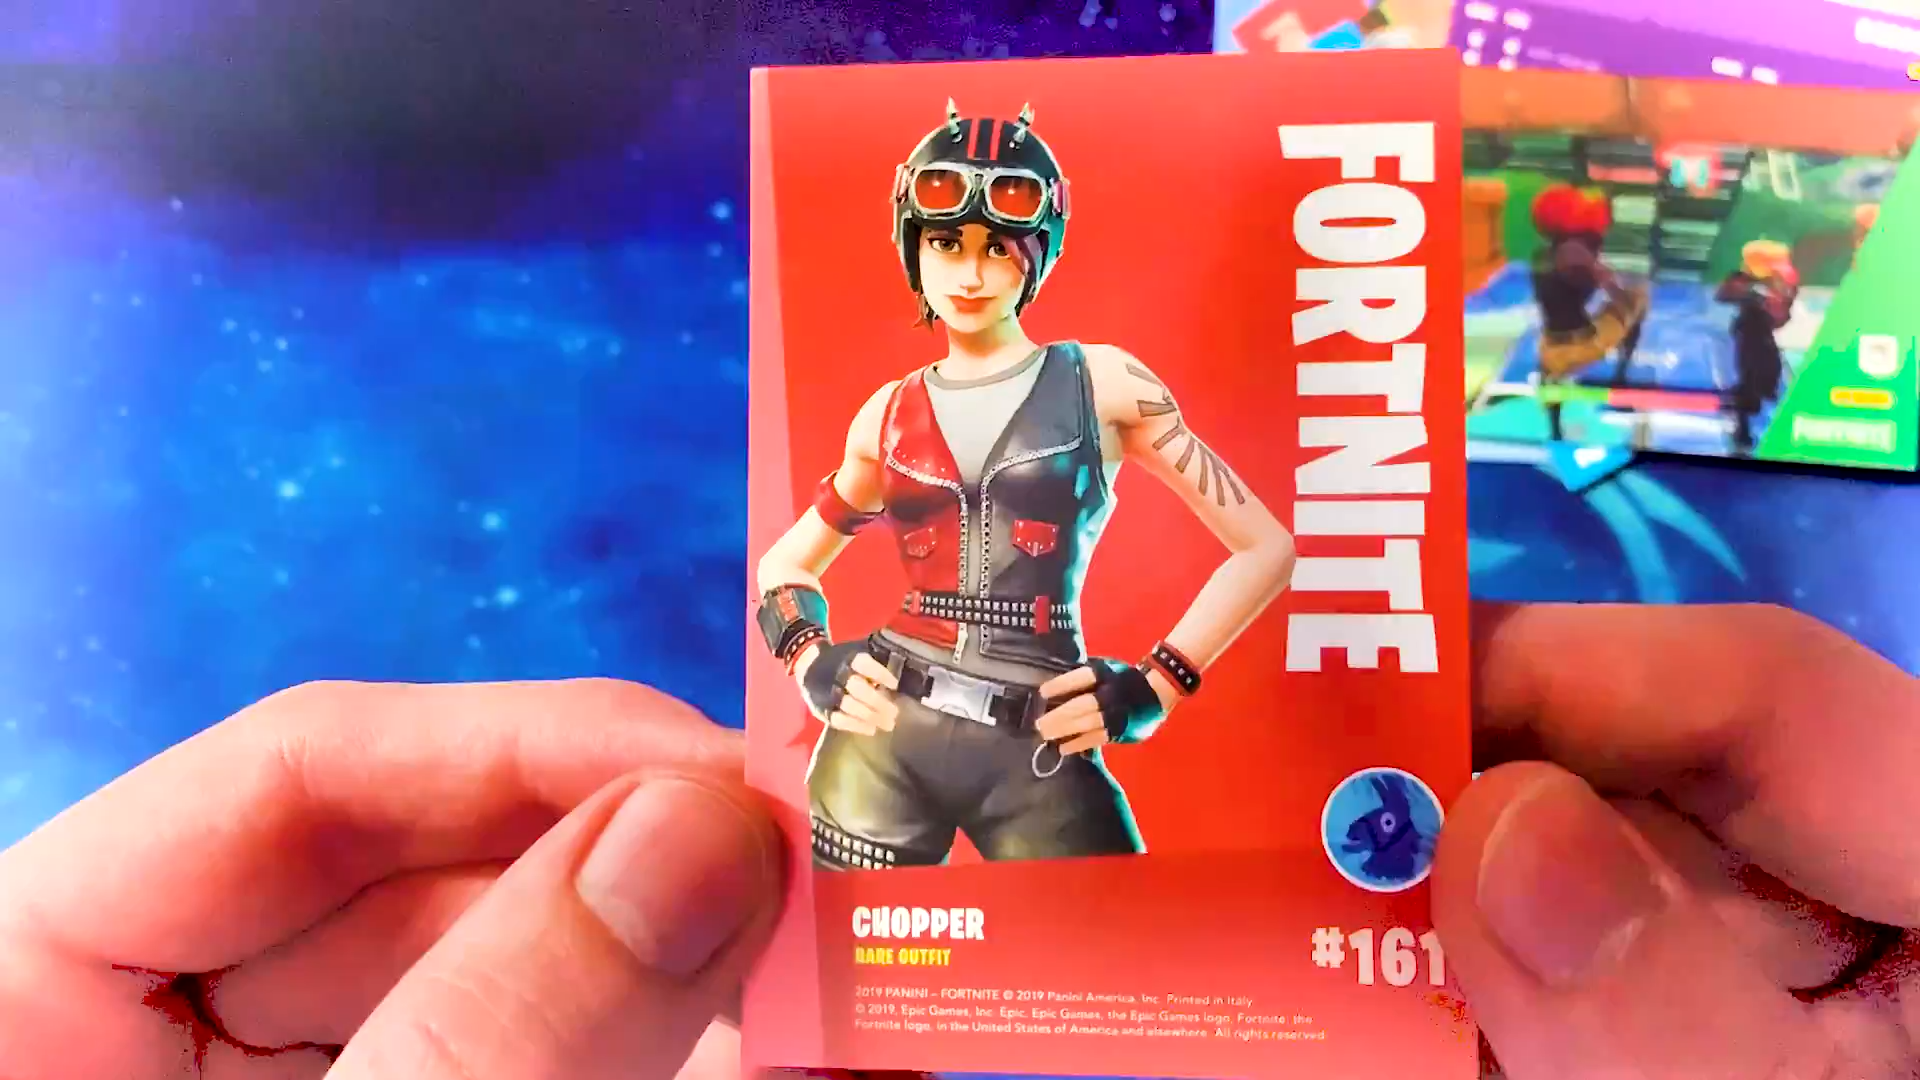 FORTNITE
CHOPPER
RARE OUTFIT
#161
2019 PANINI – FORTNITE © 2019 Panini America, Inc. Printed in Italy.
© 2019, Epic Games, Inc. Epic, Epic Games, the Epic Games logo, Fortnite, the
Fortnite logo, in the United States of America and elsewhere. All rights reserved.
FORTNITE